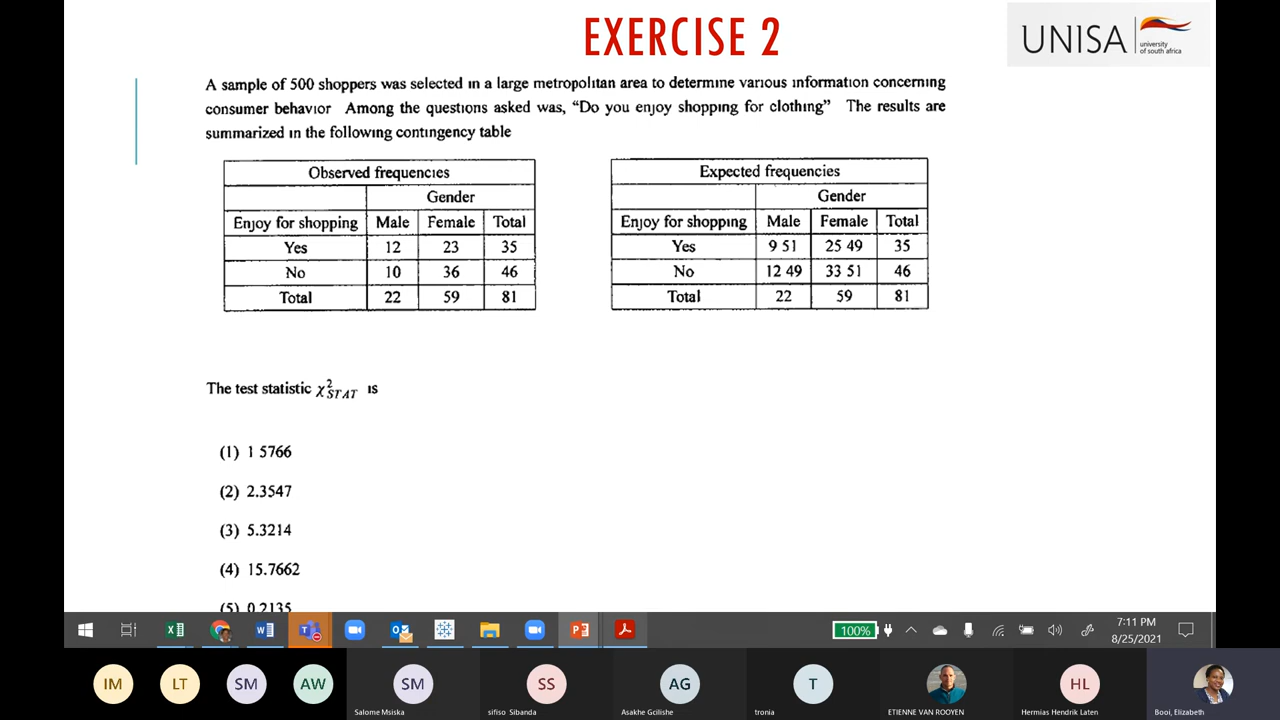 EXERCISE 2
UNISA university of south africa
A sample of 500 shoppers was selected in a large metropolitan area to determine various information concerning
consumer behavior Among the questions asked was, “Do you enjoy shopping for clothing” The results are
summarized in the following contingency table
Observed frequencies
Gender
Enjoy for shopping Male Female Total
Yes 12 23 35
No 10 36 46
Total 22 59 81
Expected frequencies
Gender
Enjoy for shopping Male Female Total
Yes 9 51 25 49 35
No 12 49 33 51 46
Total 22 59 81
The test statistic χ²STAT is
(1) 1 5766
(2) 2.3547
(3) 5.3214
(4) 15.7662
(5) 0.2135
100% 7:11 PM
8/25/2021
IM LT SM AW SM SS AG T HL
Salome Msiska sifiso Sibanda Asakhe Gcilishe tronia ETIENNE VAN ROOYEN Hermias Hendrik Laten Booi, Elizabeth